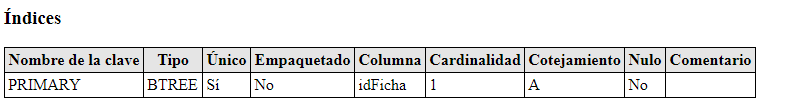 Índices
Nombre de la clave Tipo Único Empaquetado Columna Cardinalidad Cotejamiento Nulo Comentario
PRIMARY BTREE Sí No idFicha 1 A No